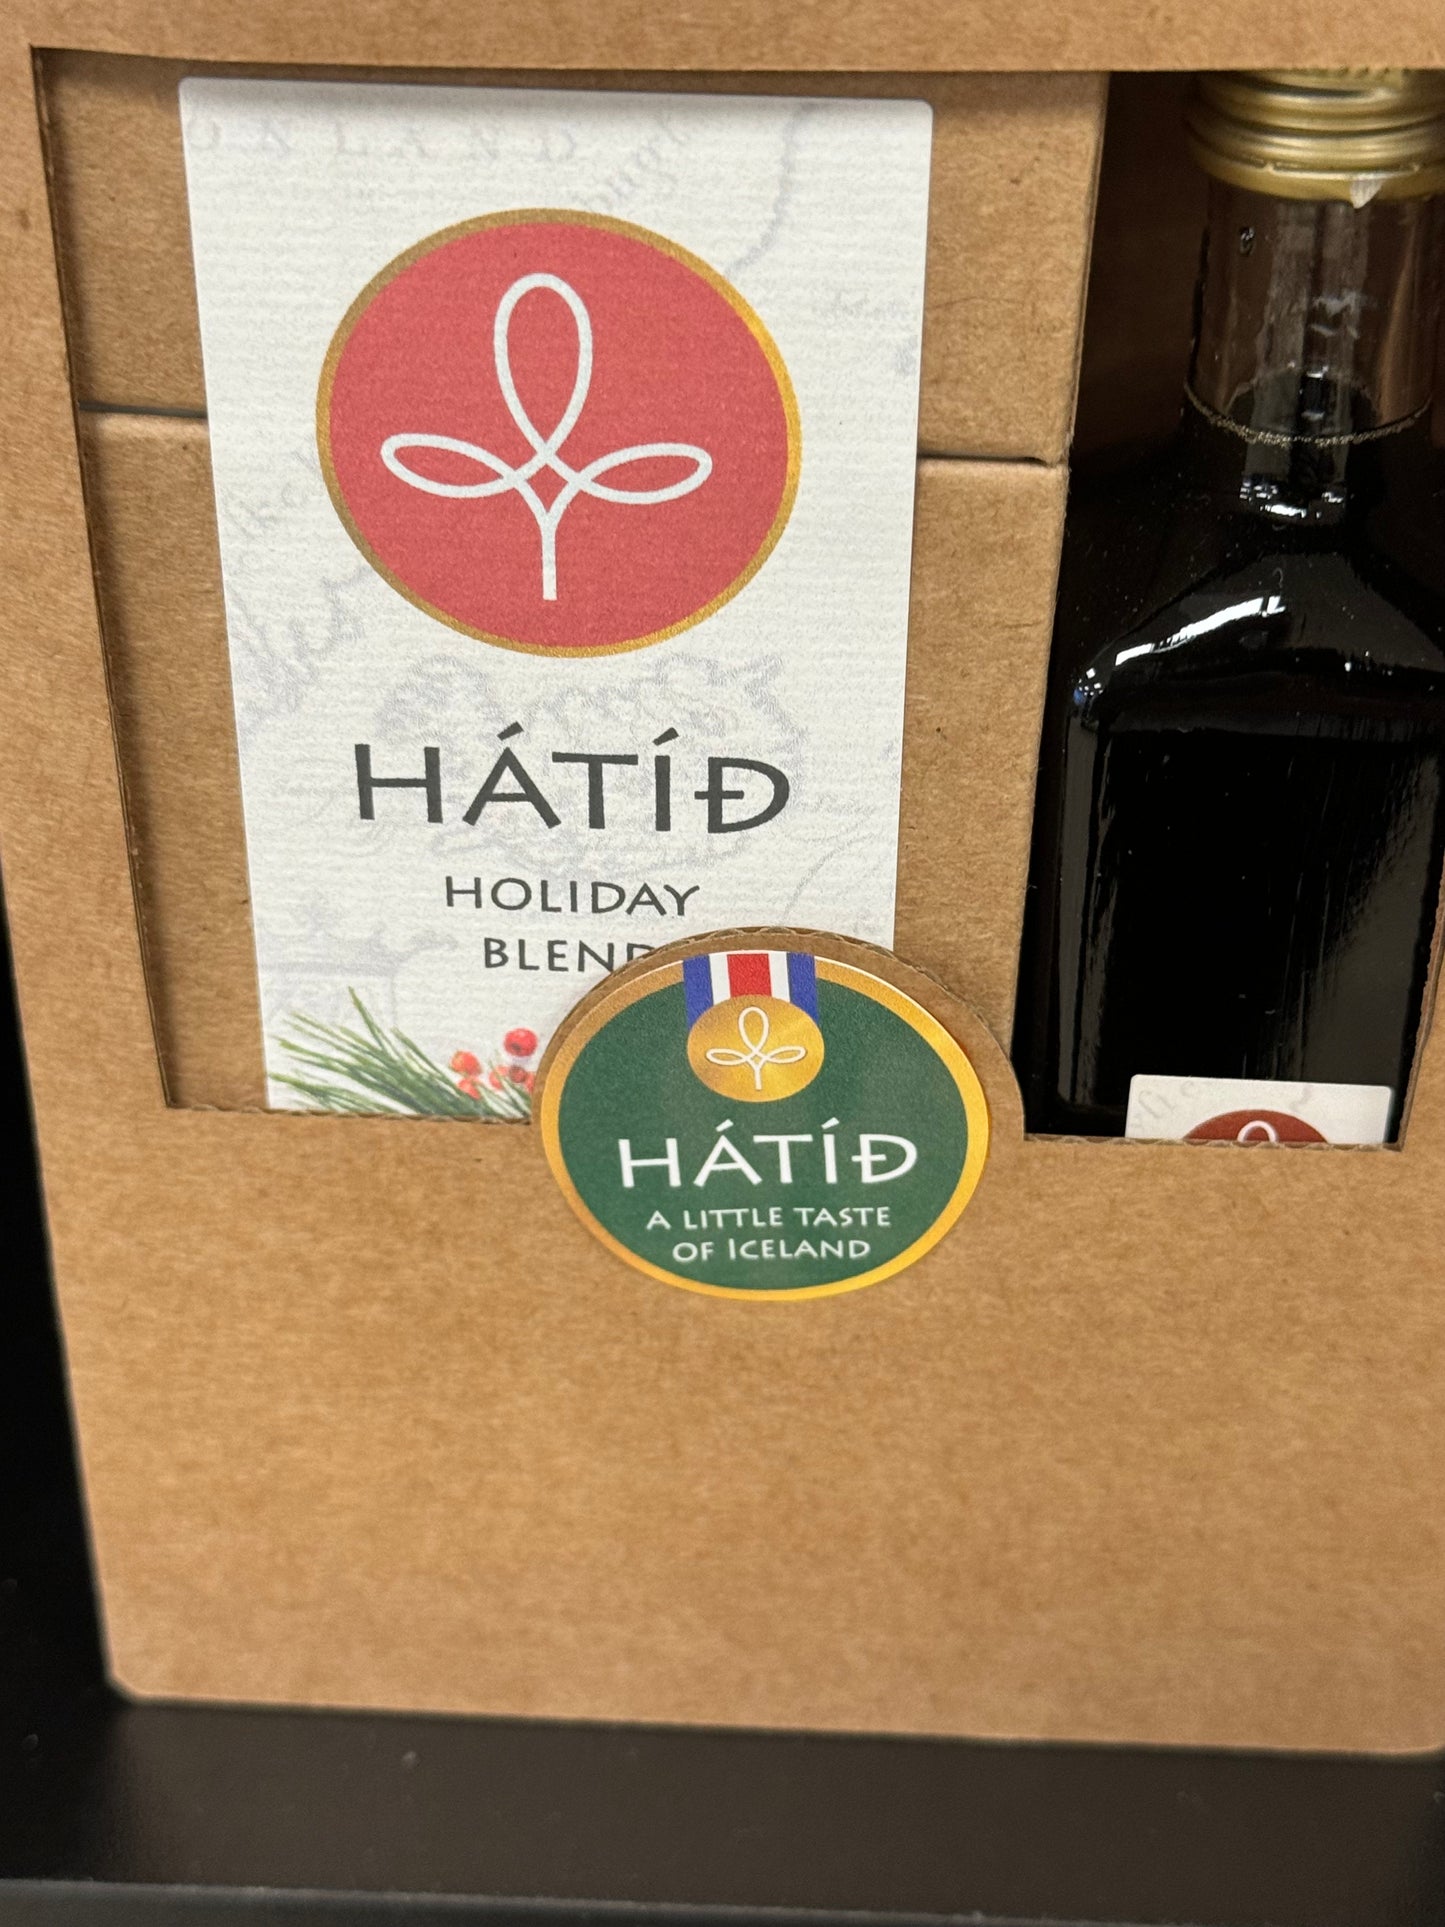 HÁTÍÐ
HOLIDAY
BLEND
HÁTÍÐ
A LITTLE TASTE
OF ICELAND